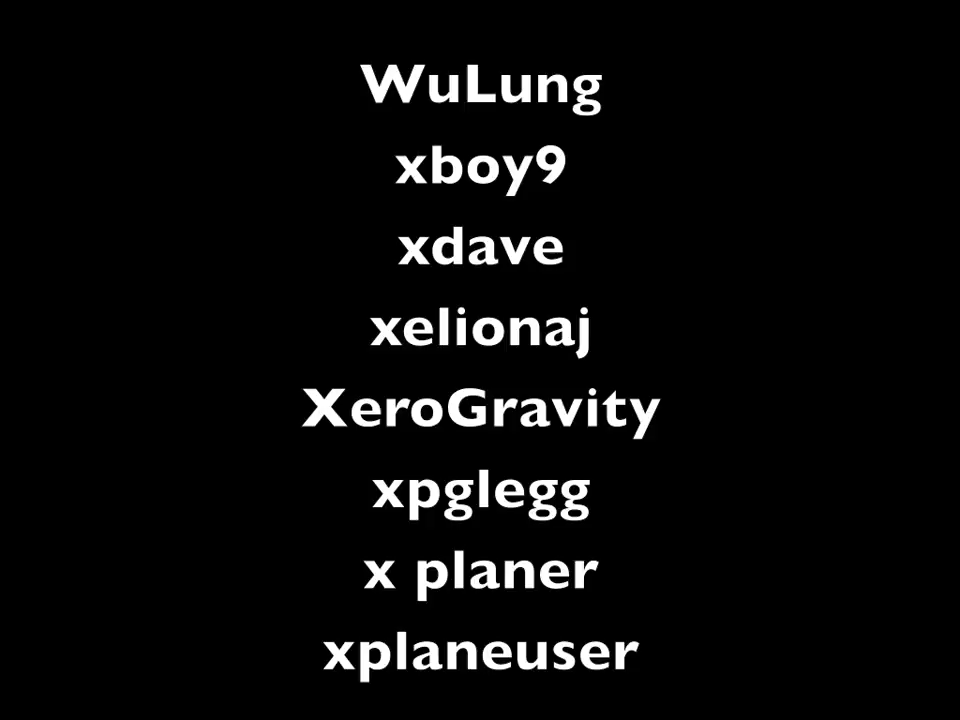 WuLung
xboy9
xdave
xelionaj
XeroGravity
xpglegg
x planer
xplaneuser